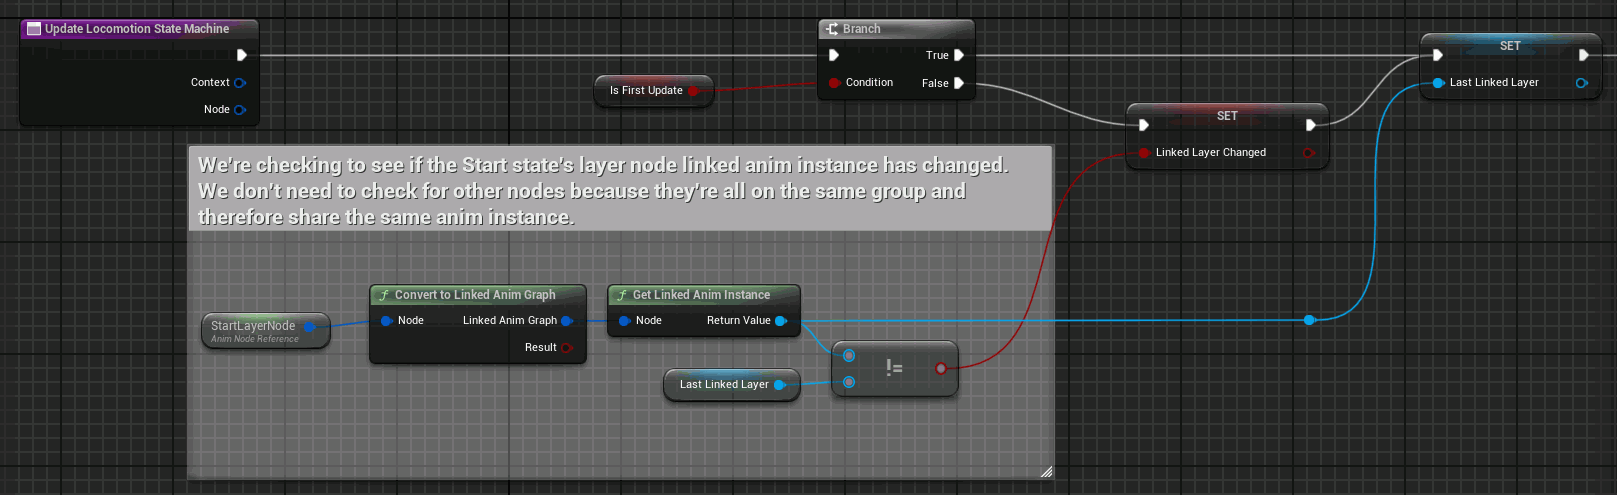 Update Locomotion State Machine
Context
Node
Is First Update
Branch
True
Condition
False
SET
Linked Layer Changed
SET
Last Linked Layer
We're checking to see if the Start state's layer node linked anim instance has changed.
We don't need to check for other nodes because they're all on the same group and
therefore share the same anim instance.
StartLayerNode
Anim Node Reference
f Convert to Linked Anim Graph
Node
Linked Anim Graph
Result
f Get Linked Anim Instance
Node
Return Value
Last Linked Layer
!=